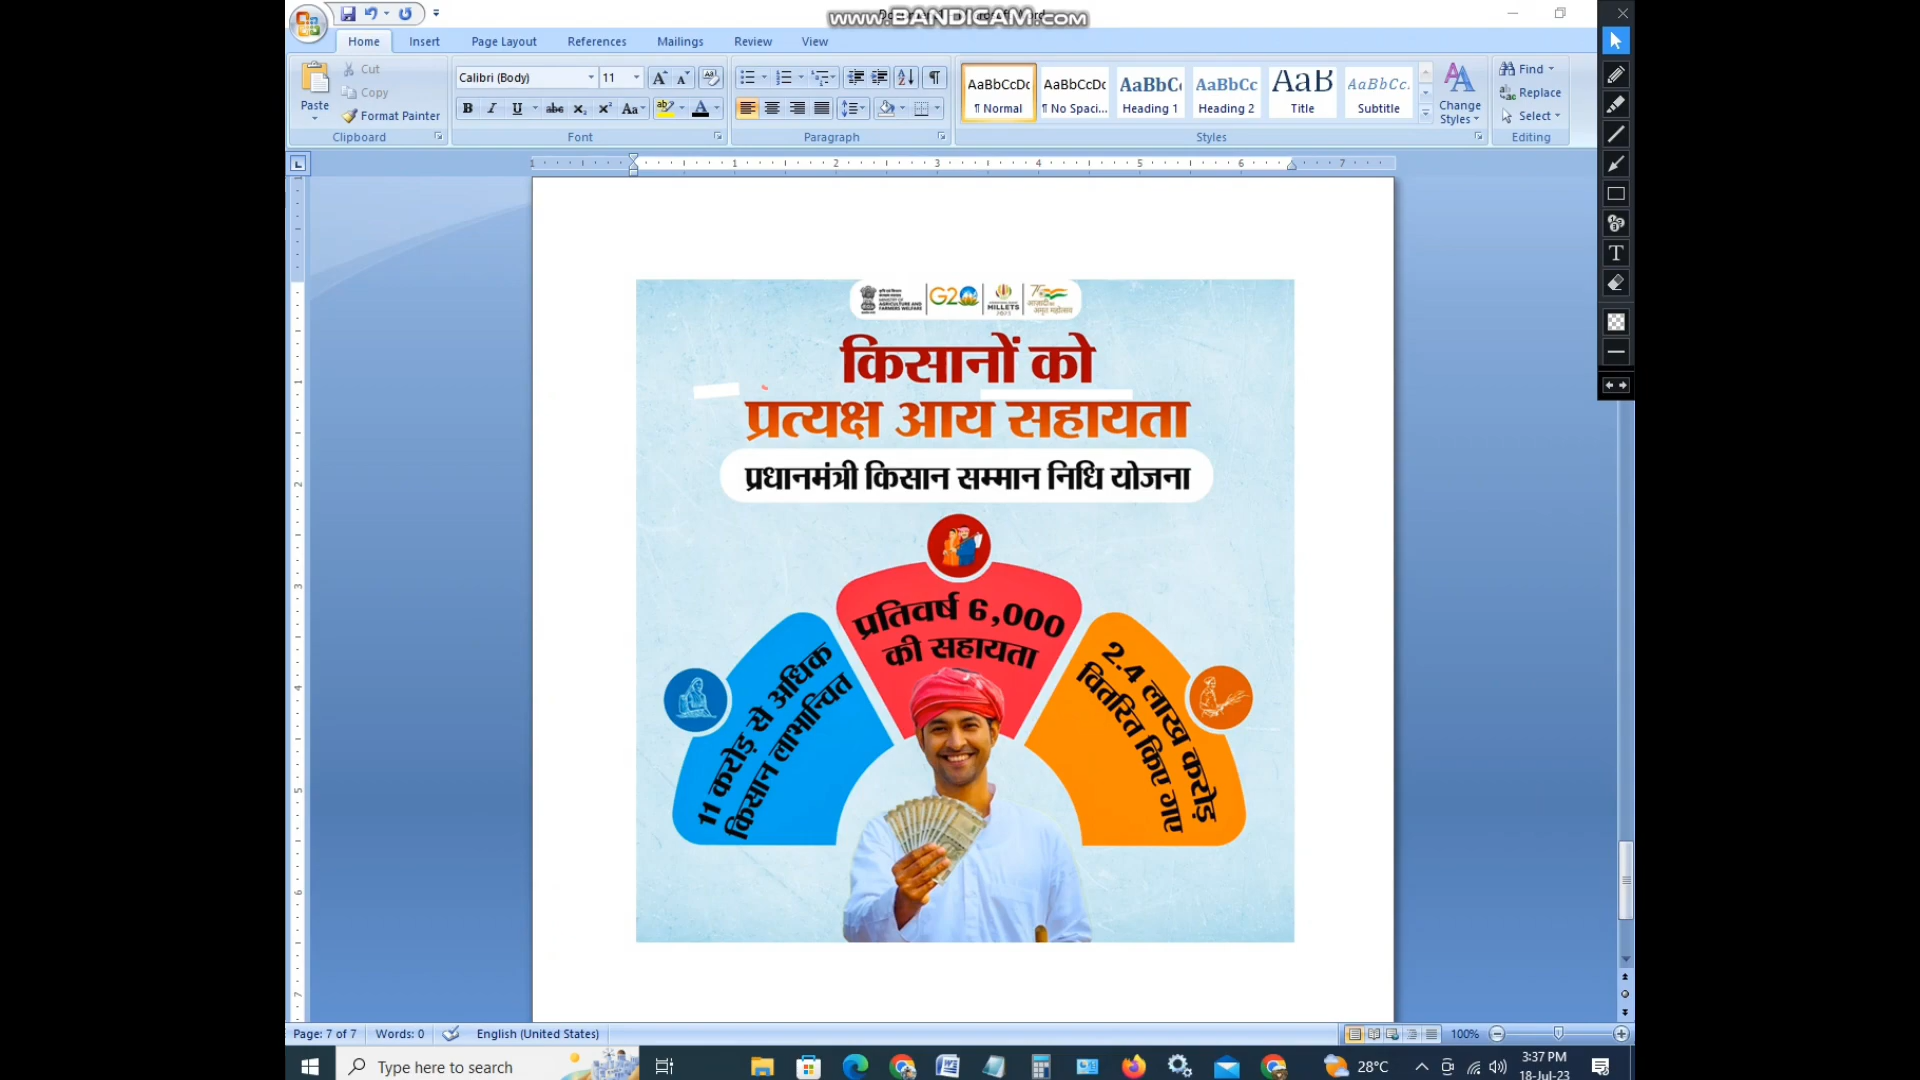 www.BANDICAM.com
Home Insert Page Layout References Mailings Review View
Paste
Cut
Copy
Format Painter
Clipboard
Calibri (Body) 11
Font
Paragraph
AaBbCcDc AaBbCcDc AaBbC AaBbCc AaB AaBbCc.
¶ Normal ¶ No Spaci... Heading 1 Heading 2 Title Subtitle
Change
Styles
Styles
Find
Replace
Select
Editing
G20
MILLETS
2023
किसानों को
प्रत्यक्ष आय सहायता
प्रधानमंत्री किसान सम्मान निधि योजना
11 करोड़ से अधिक
किसान लाभान्वित
प्रतिवर्ष 6,000
की सहायता
2.4 लाख करोड़
वितरित किए गए
Page: 7 of 7 Words: 0 English (United States) 100%
Type here to search 28°C 3:37 PM
18-Jul-23